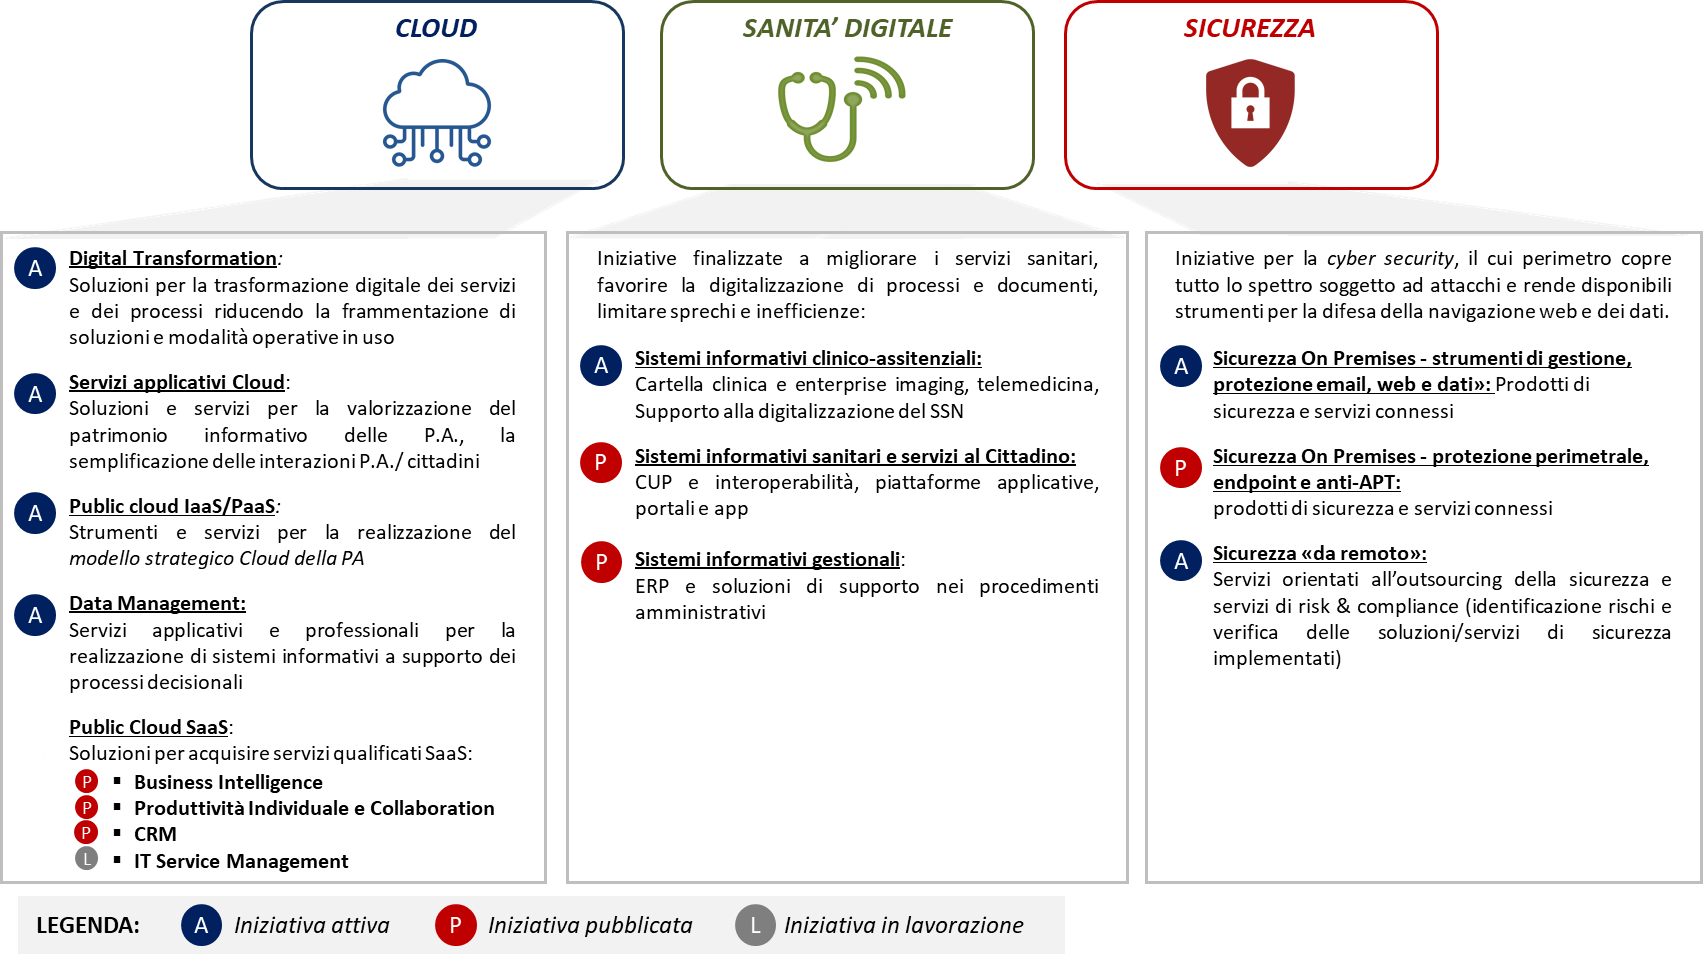 CLOUD
SANITA’ DIGITALE
SICUREZZA
A
Digital Transformation:
Soluzioni per la trasformazione digitale dei servizi
e dei processi riducendo la frammentazione di
soluzioni e modalità operative in uso
A
Servizi applicativi Cloud:
Soluzioni e servizi per la valorizzazione del
patrimonio informativo delle P.A., la
semplificazione delle interazioni P.A./ cittadini
A
Public cloud IaaS/PaaS:
Strumenti e servizi per la realizzazione del
modello strategico Cloud della PA
A
Data Management:
Servizi applicativi e professionali per la
realizzazione di sistemi informativi a supporto dei
processi decisionali
Public Cloud SaaS:
Soluzioni per acquisire servizi qualificati SaaS:
P ▪ Business Intelligence
P ▪ Produttività Individuale e Collaboration
P ▪ CRM
L ▪ IT Service Management
Iniziative finalizzate a migliorare i servizi sanitari,
favorire la digitalizzazione di processi e documenti,
limitare sprechi e inefficienze:
A
Sistemi informativi clinico-assitenziali:
Cartella clinica e enterprise imaging, telemedicina,
Supporto alla digitalizzazione del SSN
P
Sistemi informativi sanitari e servizi al Cittadino:
CUP e interoperabilità, piattaforme applicative,
portali e app
P
Sistemi informativi gestionali:
ERP e soluzioni di supporto nei procedimenti
amministrativi
Iniziative per la cyber security, il cui perimetro copre
tutto lo spettro soggetto ad attacchi e rende disponibili
strumenti per la difesa della navigazione web e dei dati.
A
Sicurezza On Premises - strumenti di gestione,
protezione email, web e dati»: Prodotti di
sicurezza e servizi connessi
P
Sicurezza On Premises - protezione perimetrale,
endpoint e anti-APT:
prodotti di sicurezza e servizi connessi
A
Sicurezza «da remoto»:
Servizi orientati all’outsourcing della sicurezza e
servizi di risk & compliance (identificazione rischi e
verifica delle soluzioni/servizi di sicurezza
implementati)
LEGENDA: A Iniziativa attiva P Iniziativa pubblicata L Iniziativa in lavorazione